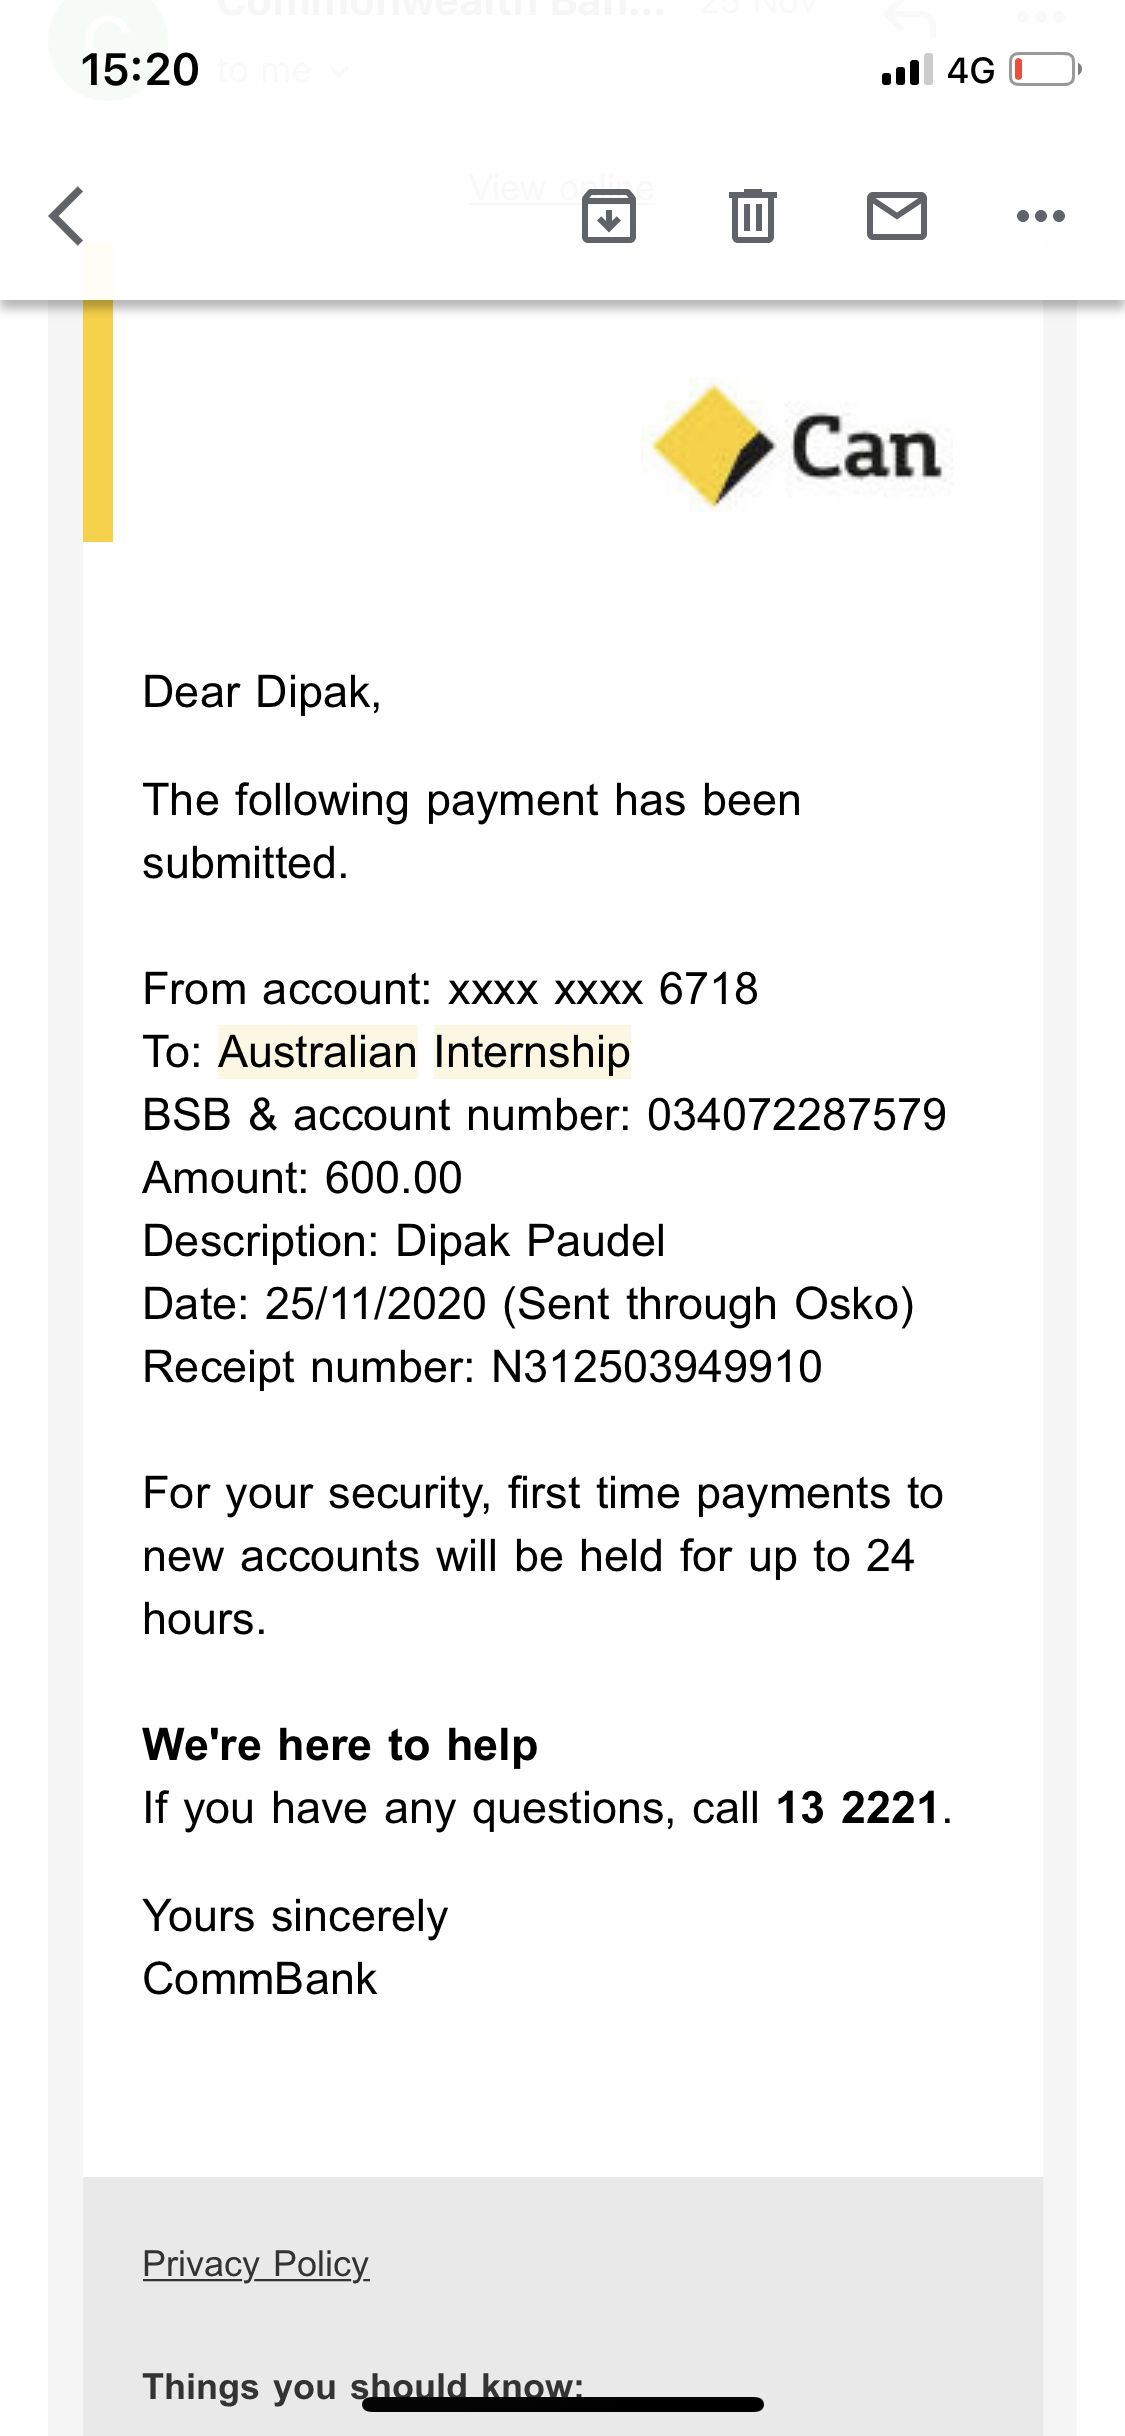 Commonwealth Ban... 25 Nov
15:20
to me
4G
View online
Can
Dear Dipak,
The following payment has been
submitted.
From account: xxxx xxxx 6718
To: Australian Internship
BSB & account number: 034072287579
Amount: 600.00
Description: Dipak Paudel
Date: 25/11/2020 (Sent through Osko)
Receipt number: N312503949910
For your security, first time payments to
new accounts will be held for up to 24
hours.
We're here to help
If you have any questions, call 13 2221.
Yours sincerely
CommBank
Privacy Policy
Things you should know: